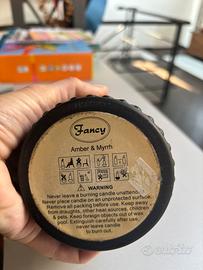 Fancy
Amber & Myrrh
WARNING
Never leave a burning candle unattended.
Never place candle on an unprotected surface.
Remove all packing before use. Keep away
from draughts, other heat sources, children
& pets. Keep foreign objects out of wax
pool. Extinguish carefully after use,
never leave candle
to burn out.
subito